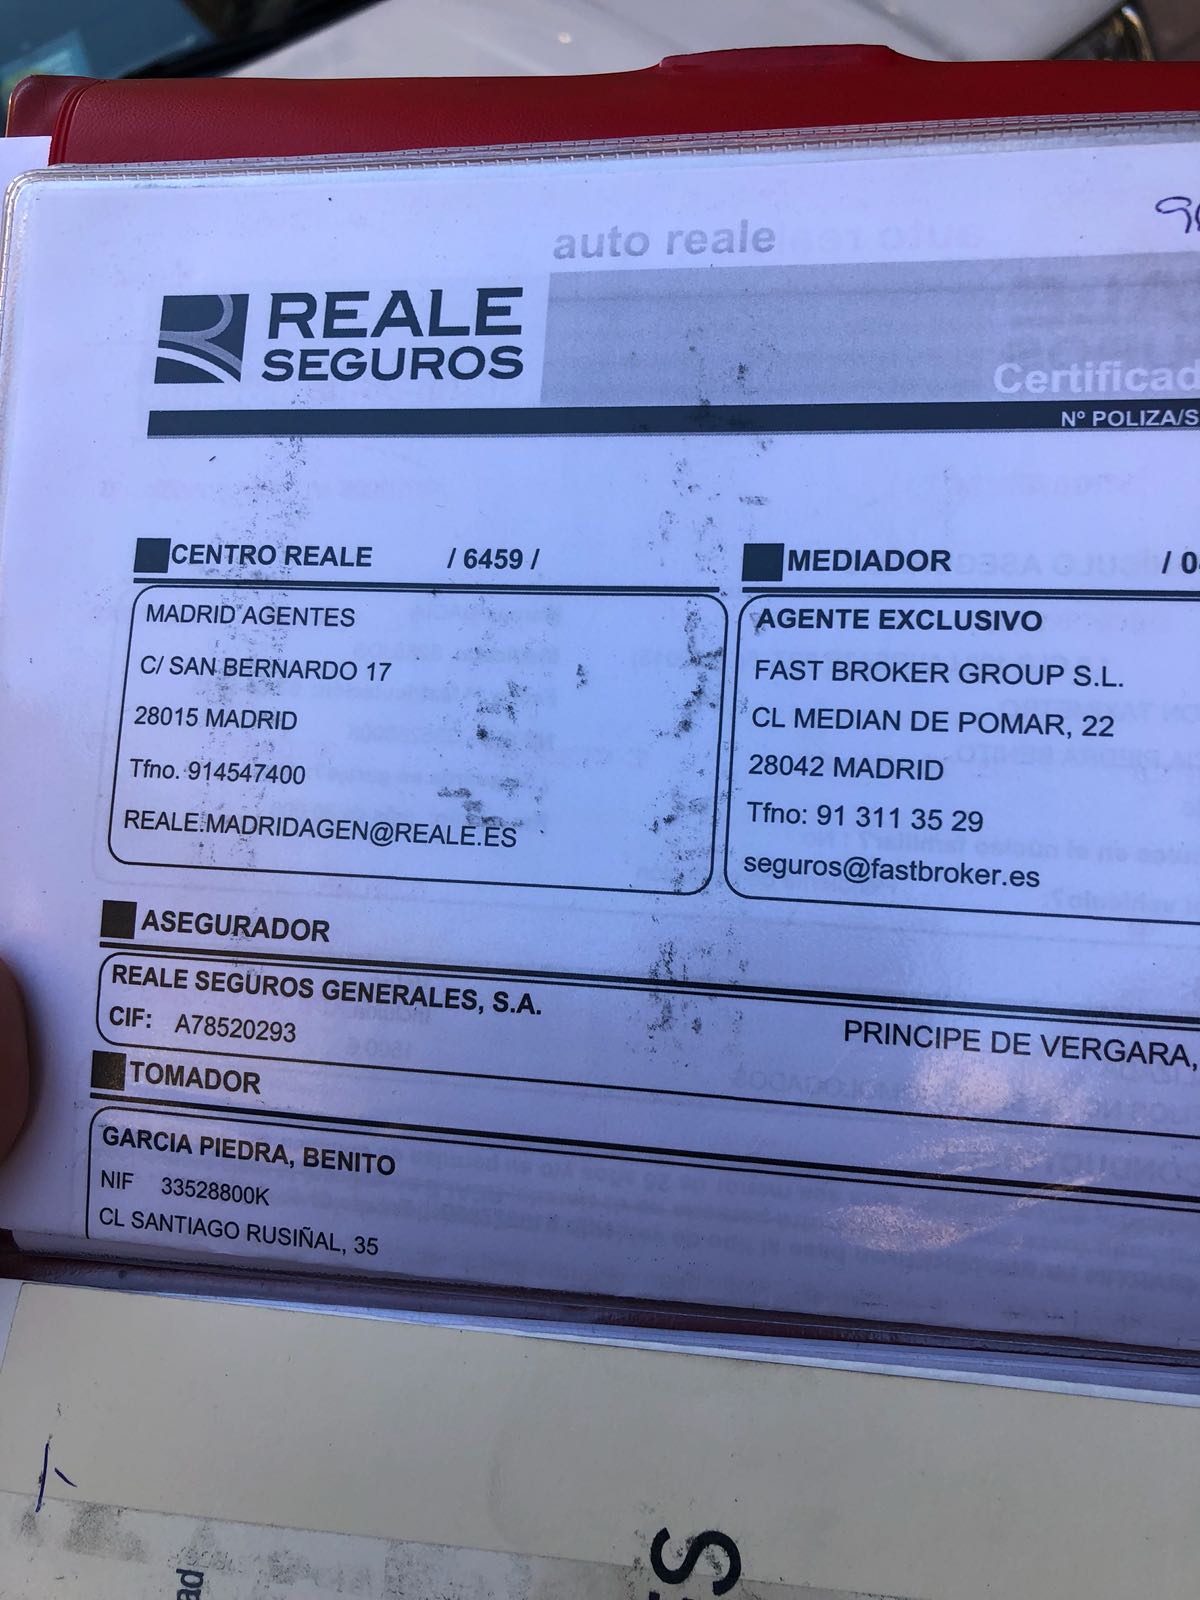 auto reale
REALE
SEGUROS
Certificad
Nº POLIZA/S
CENTRO REALE / 6459 /
MADRID AGENTES
C/ SAN BERNARDO 17
28015 MADRID
Tfno. 914547400
REALE.MADRIDAGEN@REALE.ES
MEDIADOR / 0
AGENTE EXCLUSIVO
FAST BROKER GROUP S.L.
CL MEDIAN DE POMAR, 22
28042 MADRID
Tfno: 91 311 35 29
seguros@fastbroker.es
ASEGURADOR
REALE SEGUROS GENERALES, S.A.
CIF: A78520293
PRINCIPE DE VERGARA,
TOMADOR
GARCIA PIEDRA, BENITO
NIF 33528800K
CL SANTIAGO RUSIÑAL, 35
ad
S